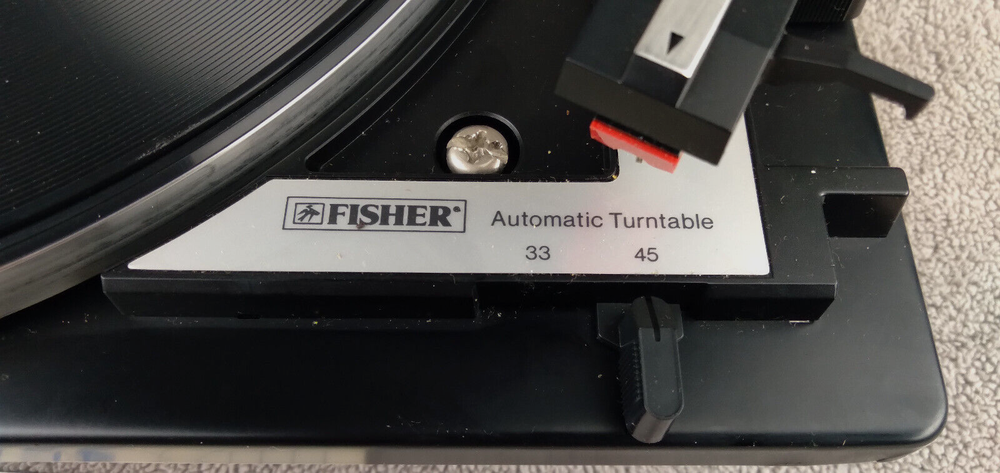 FISHER
Automatic Turntable
33 45